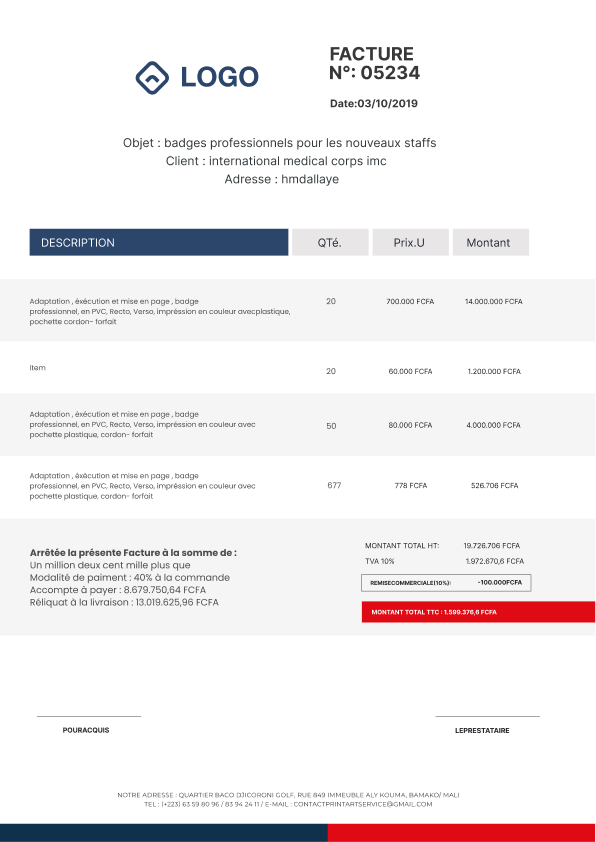 LOGO
FACTURE
N°: 05234
Date:03/10/2019
Objet : badges professionnels pour les nouveaux staffs
Client : international medical corps imc
Adresse : hmdallaye
DESCRIPTION QTé. Prix.U Montant
Adaptation , éxécution et mise en page , badge
professionnel, en PVC, Recto, Verso, impréssion en couleur avecplastique,
pochette cordon- forfait
20 700.000 FCFA 14.000.000 FCFA
item
20 60.000 FCFA 1.200.000 FCFA
Adaptation , éxécution et mise en page , badge
professionnel, en PVC, Recto, Verso, impréssion en couleur avec
pochette plastique, cordon- forfait
50 80.000 FCFA 4.000.000 FCFA
Adaptation , éxécution et mise en page , badge
professionnel, en PVC, Recto, Verso, impréssion en couleur avec
pochette plastique, cordon- forfait
677 778 FCFA 526.706 FCFA
Arrêtée la présente Facture à la somme de :
Un million deux cent mille plus que
Modalité de paiment : 40% à la commande
Accompte à payer : 8.679.750,64 FCFA
Réliquat à la livraison : 13.019.625,96 FCFA
MONTANT TOTAL HT: 19.726.706 FCFA
TVA 10% 1.972.670,6 FCFA
REMISECOMMERCIALE(10%): -100.000FCFA
MONTANT TOTAL TTC : 1.599.376,6 FCFA
POURACQUIS
LEPRESTATAIRE
NOTRE ADRESSE : QUARTIER BACO DJICORONI GOLF, RUE 849 IMMEUBLE ALY KOUMA, BAMAKO/ MALI
TEL : (+223) 63 59 80 96 / 83 94 24 11 / E-MAIL : CONTACTPRINTARTSERVICE@GMAIL.COM